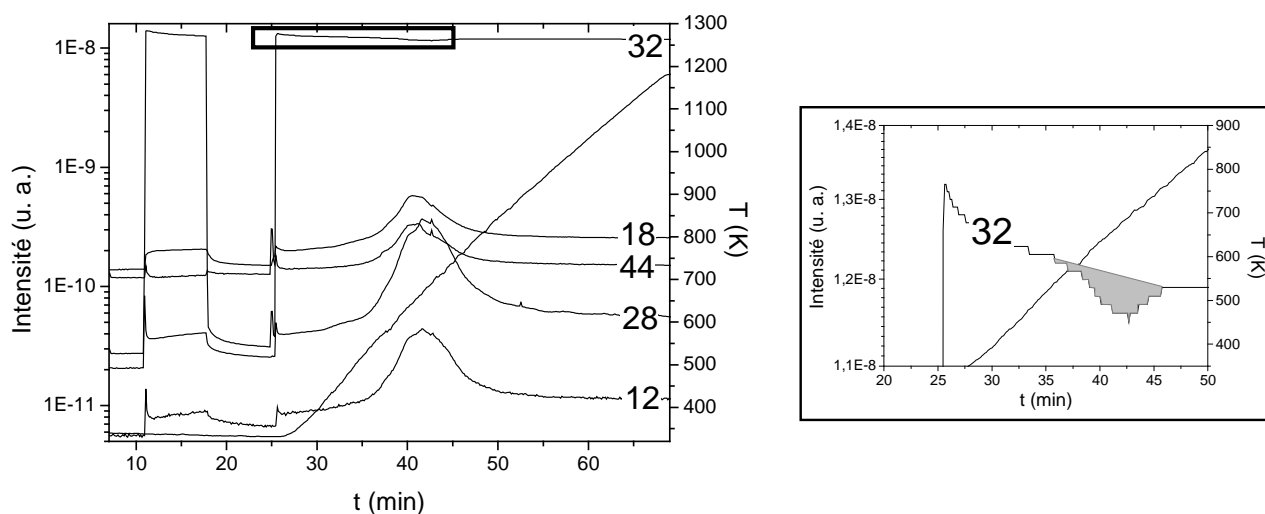 1E-8
1E-9
1E-10
1E-11
Intensité (u. a.)
10
20
30
40
50
60
t (min)
1300
1200
1100
1000
900
800
700
600
500
400
T (K)
32
18
44
28
12
1,4E-8
1,3E-8
1,2E-8
1,1E-8
Intensité (u. a.)
20
25
30
35
40
45
50
t (min)
900
800
700
600
500
400
T (K)
32